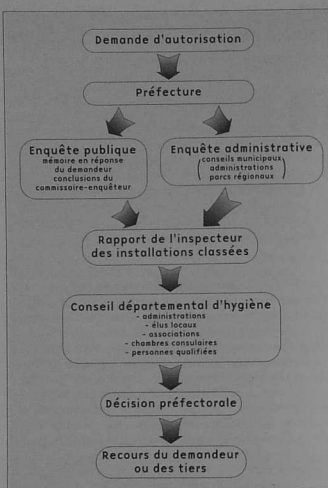 Demande d'autorisation
Préfecture
Enquête publique
mémoire en réponse
du demandeur
conclusions du
commissaire-enquêteur
Enquête administrative
(conseils municipaux
administrations
parcs régionaux)
Rapport de l'inspecteur
des installations classées
Conseil départemental d'hygiène
- administrations
- élus locaux
- associations
- chambres consulaires
- personnes qualifiées
Décision préfectorale
Recours du demandeur
ou des tiers